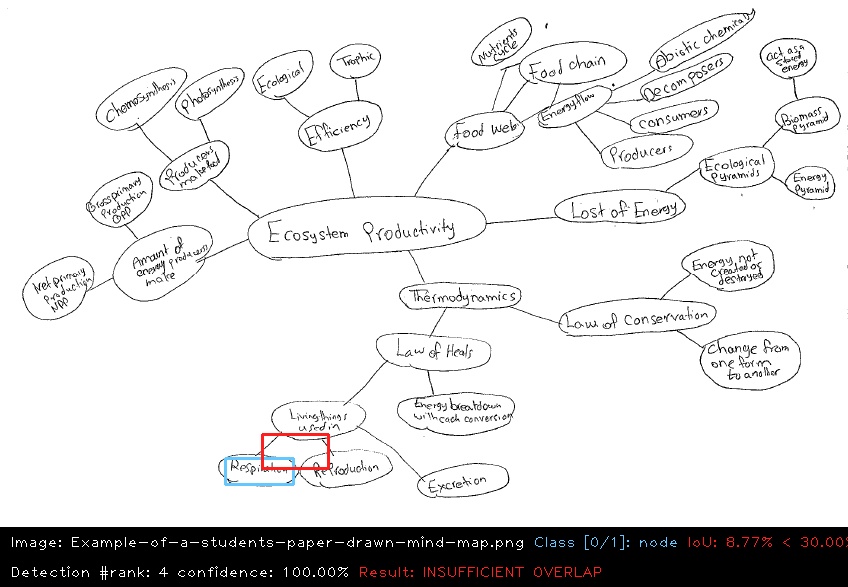 Nutrients
cycle
Food chain
Abiotic chemicals
Decomposers
consumers
Producers
Energy flow
Food Web
act as a
stored
energy
Biomass
Pyramid
Ecological
Pyramids
Energy
Pyramid
Lost of Energy
Trophic
Ecological
Efficiency
Chemosynthesis
Photosynthesis
Producers
make food
Gross primary
Production
GPP
Amount of
energy producers
make
Net primary
production
NPP
Ecosystem Productivity
Thermodynamics
Energy, not
created or
destroyed
Law of Conservation
Change from
one form
to another
Law of Heals
Energy breakdown
with each conversion
Living things
used in
Respiration
Reproduction
Excretion
Image: Example-of-a-students-paper-drawn-mind-map.png Class [0/1]: node IoU: 8.77% < 30.00%
Detection #rank: 4 confidence: 100.00% Result: INSUFFICIENT OVERLAP